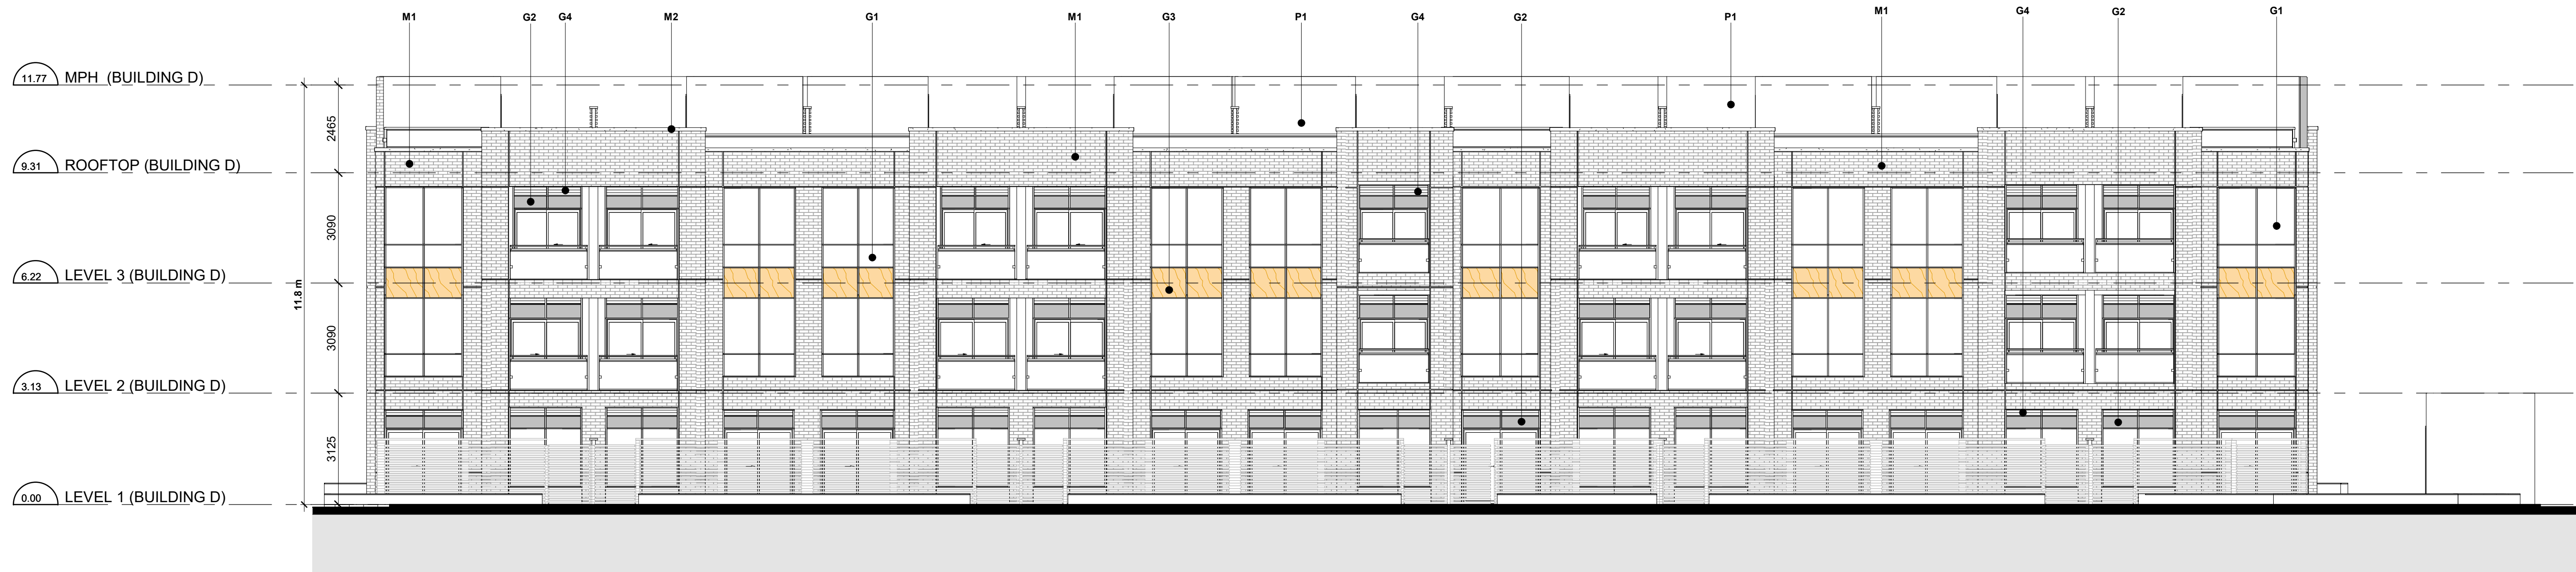 M1 G2 G4 M2 G1 M1 G3 P1 G4 G2 P1 M1 G4 G2 G1
11.77 MPH (BUILDING D)
2465
9.31 ROOFTOP (BUILDING D)
3090
6.22 LEVEL 3 (BUILDING D)
11.8 m
3090
3.13 LEVEL 2 (BUILDING D)
3125
0.00 LEVEL 1 (BUILDING D)